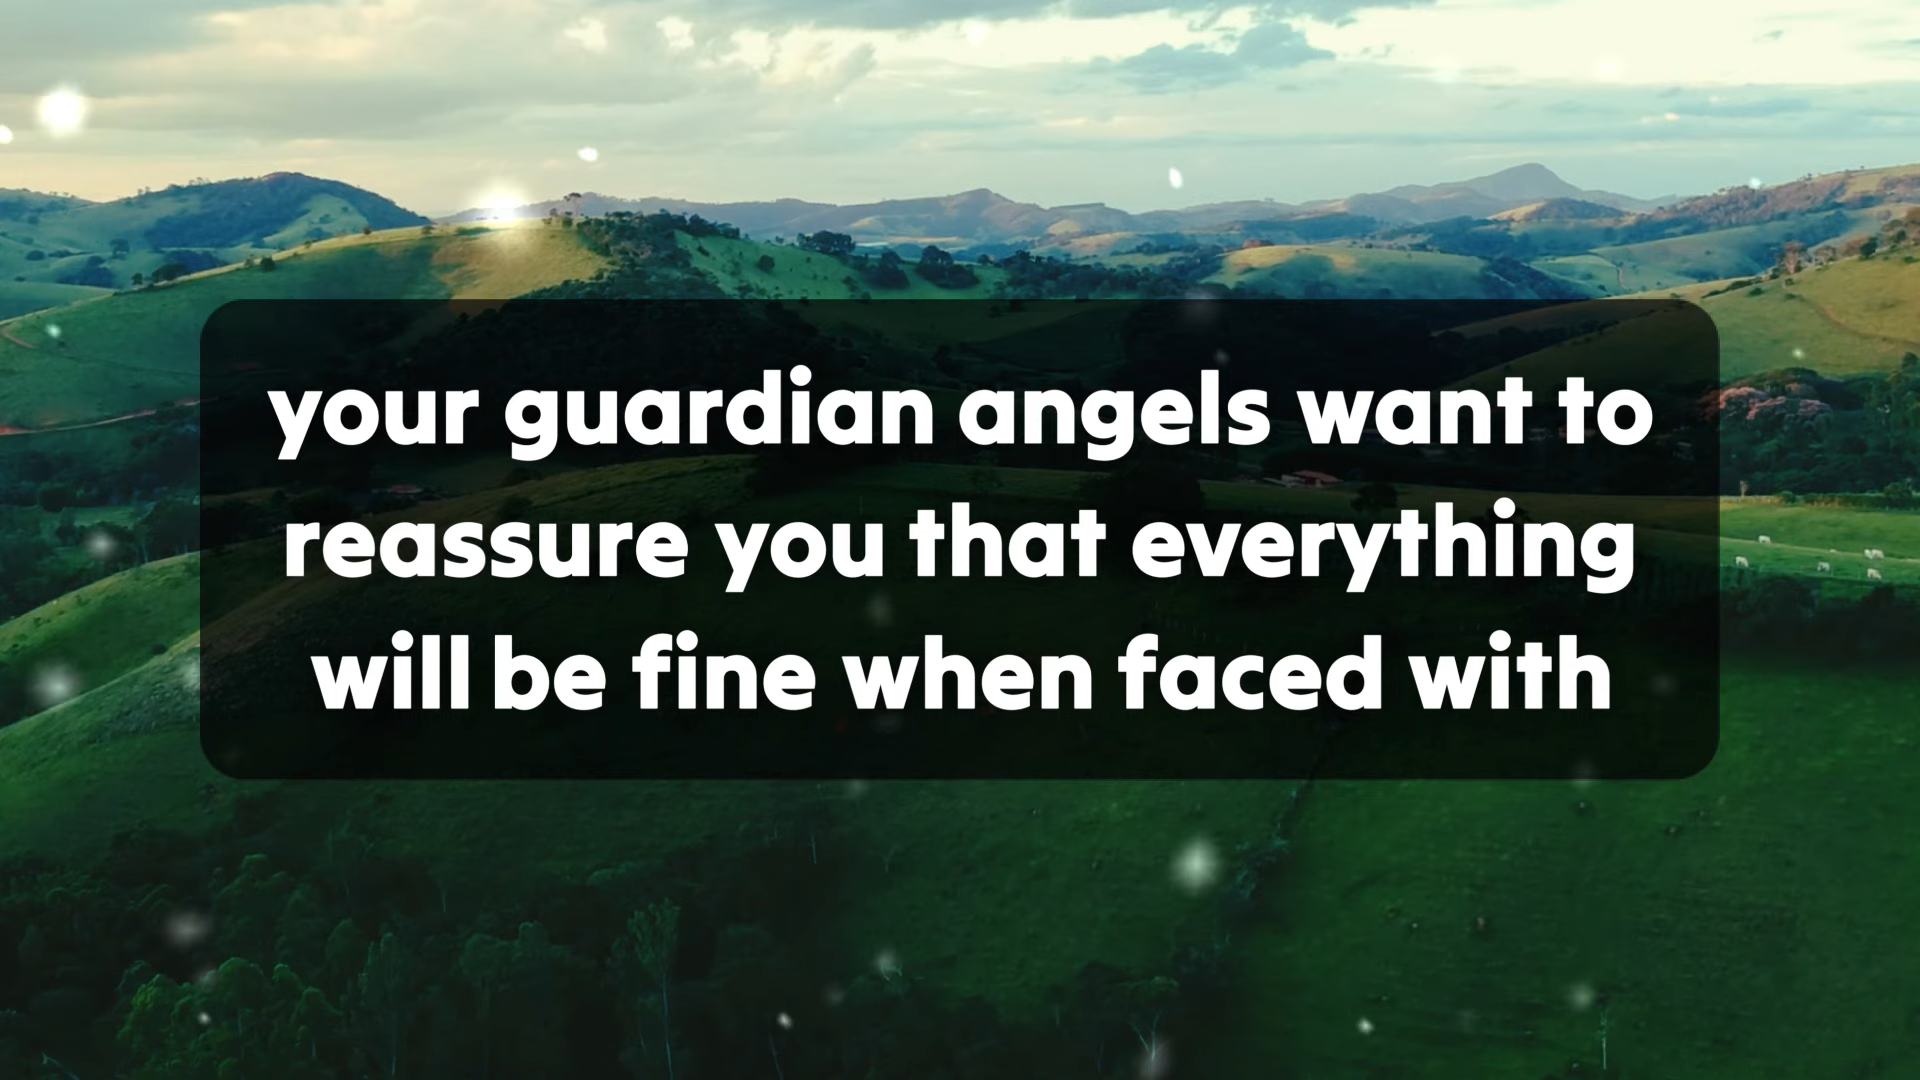 your guardian angels want to
reassure you that everything
will be fine when faced with